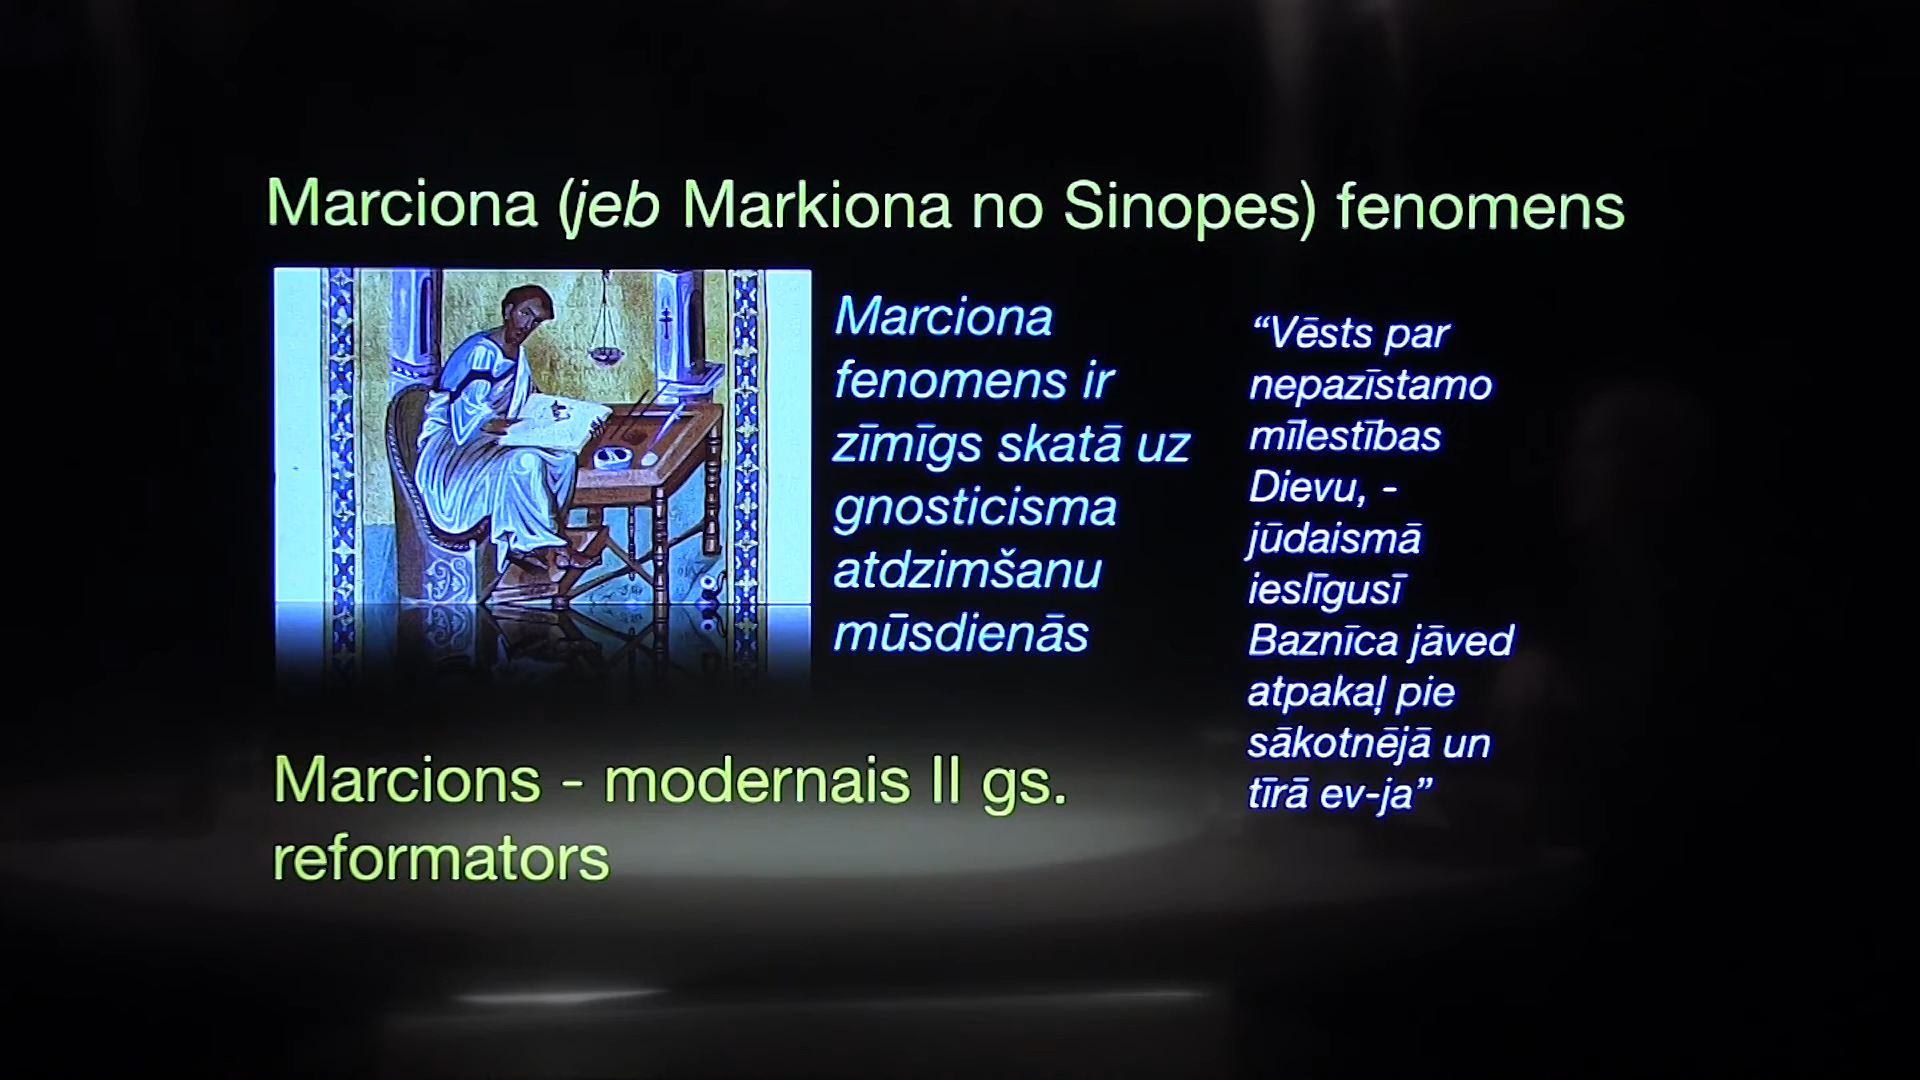 Marciona (jeb Markiona no Sinopes) fenomens
Marciona
fenomens ir
zīmīgs skatā uz
gnosticisma
atdzimšanu
mūsdienās
“Vēsts par
nepazīstamo
mīlestības
Dievu, -
jūdaismā
ieslīgusī
Baznīca jāved
atpakaļ pie
sākotnējā un
tīrā ev-ja”
Marcions - modernais II gs.
reformators